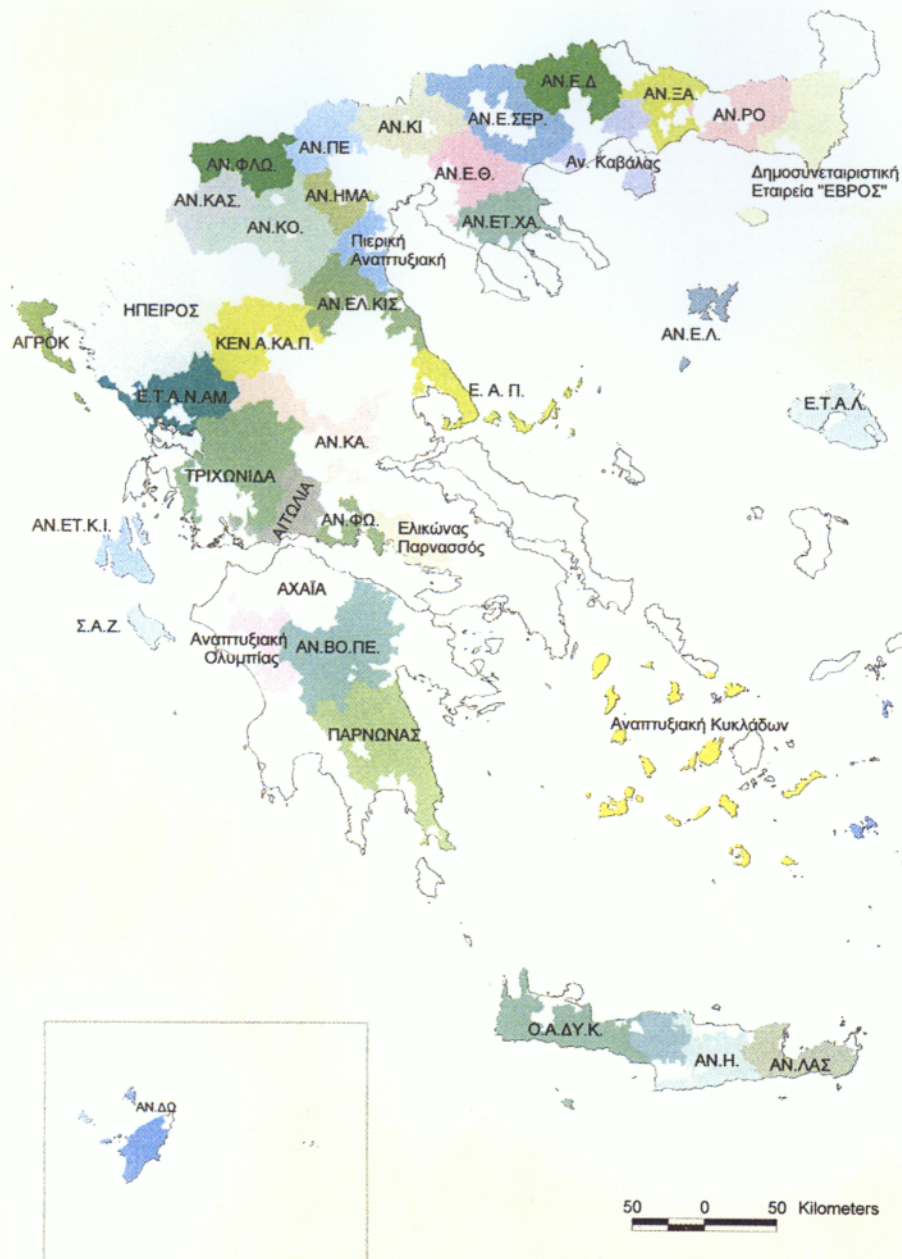 ΑΝ.Ε.Δ
ΑΝ.ΞΑ.
ΑΝ.ΡΟ
ΑΝ.ΚΙ
ΑΝ.Ε.ΣΕΡ.
ΑΝ.ΠΕ
ΑΝ.ΦΛΩ.
Αν. Καβάλας
ΑΝ.Ε.Θ.
Δημοσυνεταιριστική
Εταιρεία "ΕΒΡΟΣ"
ΑΝ.ΚΑΣ.
ΑΝ.ΗΜΑ.
ΑΝ.ΚΟ.
ΑΝ.ΕΤ.ΧΑ
Πιερική
Αναπτυξιακή
ΑΝ.ΕΛ.ΚΙΣ.
ΗΠΕΙΡΟΣ
ΑΓΡΟΚ
ΚΕΝ.Α.ΚΑ.Π.
ΑΝ.Ε.Λ.
Ε.Τ.Α.Ν.ΑΜ.
Ε. Α. Π.
Ε.Τ.Α.Λ.
ΑΝ.ΚΑ.
ΤΡΙΧΩΝΙΔΑ
ΑΙΤΩΛΙΑ
ΑΝ.ΦΩ.
Ελικώνας
Παρνασσός
ΑΝ.ΕΤ.Κ.Ι.
ΑΧΑΪΑ
Σ.Α.Ζ.
Αναπτυξιακή
Ολυμπίας
ΑΝ.ΒΟ.ΠΕ.
ΠΑΡΝΩΝΑΣ
Αναπτυξιακή Κυκλάδων
Ο.Α.ΔΥ.Κ.
ΑΝ.Η.
ΑΝ.ΛΑΣ
ΑΝ.ΔΩ
50 0 50 Kilometers